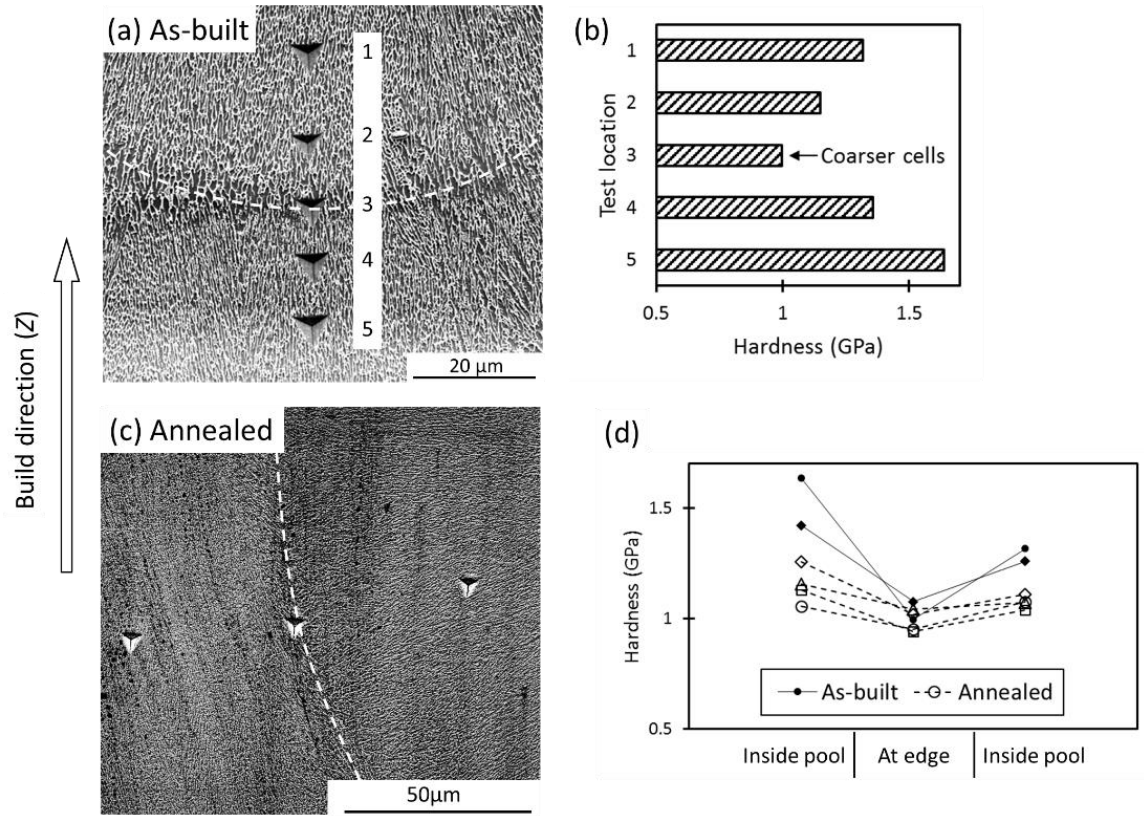 (a) As-built
1
2
3
4
5
20 μm
Build direction (Z)
(b)
Test location
1
2
3
4
5
Coarser cells
0.5
1
1.5
Hardness (GPa)
(c) Annealed
50μm
(d)
Hardness (GPa)
1.5
1
0.5
As-built
Annealed
Inside pool
At edge
Inside pool